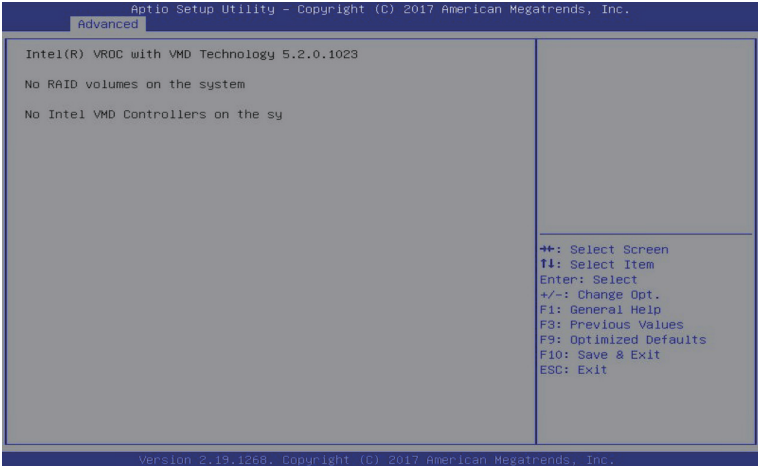 Aptio Setup Utility – Copyright (C) 2017 American Megatrends, Inc.
Advanced
Intel(R) VROC with VMD Technology 5.2.0.1023
No RAID volumes on the system
No Intel VMD Controllers on the sy
→←: Select Screen
↑↓: Select Item
Enter: Select
+/-: Change Opt.
F1: General Help
F3: Previous Values
F9: Optimized Defaults
F10: Save & Exit
ESC: Exit
Version 2.19.1268. Copyright (C) 2017 American Megatrends, Inc.